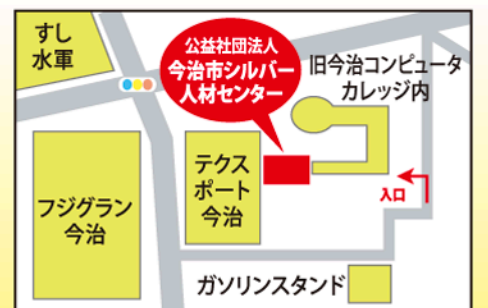 すし
水軍
公益社団法人
今治市シルバー
人材センター
旧今治コンピュータ
カレッジ内
テクス
ポート
今治
入口
フジグラン
今治
ガソリンスタンド